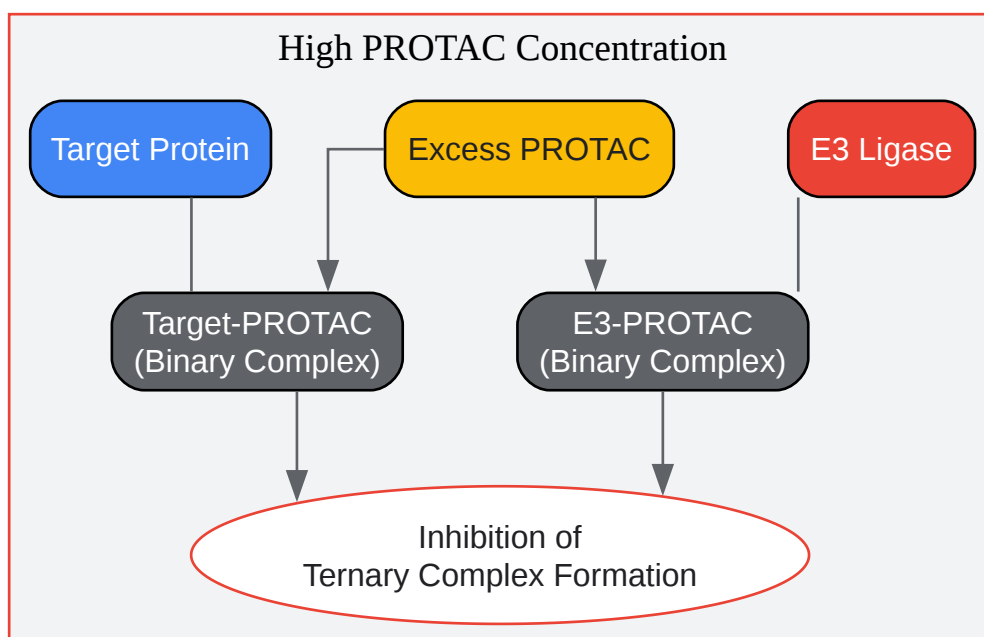 High PROTAC Concentration
Target Protein
Excess PROTAC
E3 Ligase
Target-PROTAC
(Binary Complex)
E3-PROTAC
(Binary Complex)
Inhibition of
Ternary Complex Formation